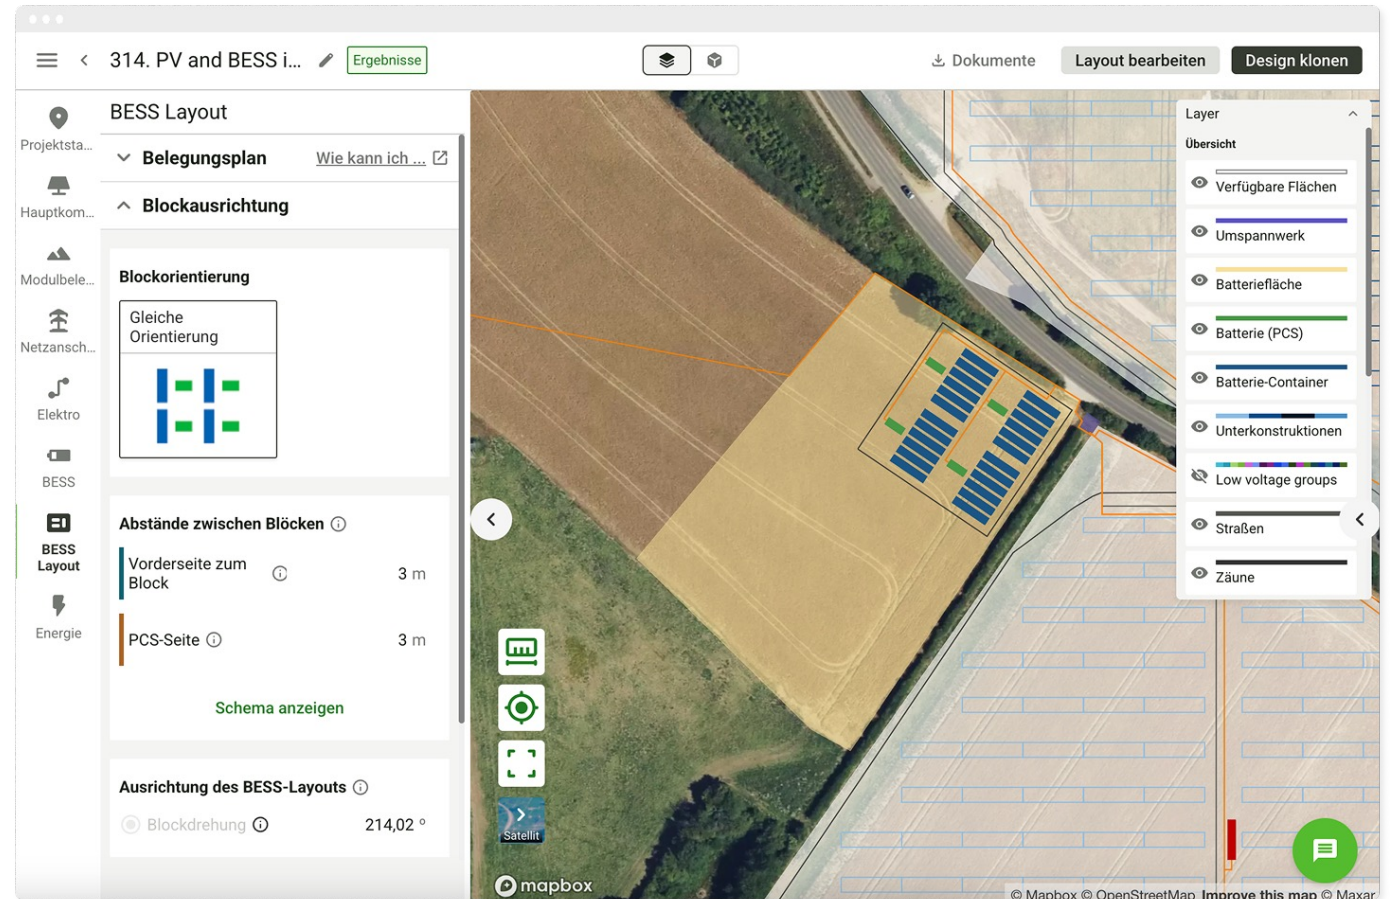 314. PV and BESS i...
Ergebnisse
Dokumente
Layout bearbeiten
Design klonen
Projektsta...
Hauptkom...
Modulbele...
Netzansch...
Elektro
BESS
BESS
Layout
Energie
BESS Layout
Belegungsplan
Wie kann ich ...
Blockausrichtung
Blockorientierung
Gleiche
Orientierung
Abstände zwischen Blöcken
Vorderseite zum
Block
3 m
PCS-Seite
3 m
Schema anzeigen
Ausrichtung des BESS-Layouts
Blockdrehung
214,02 °
Satellit
mapbox
Layer
Übersicht
Verfügbare Flächen
Umspannwerk
Batteriefläche
Batterie (PCS)
Batterie-Container
Unterkonstruktionen
Low voltage groups
Straßen
Zäune
© Mapbox © OpenStreetMap Improve this map © Maxar